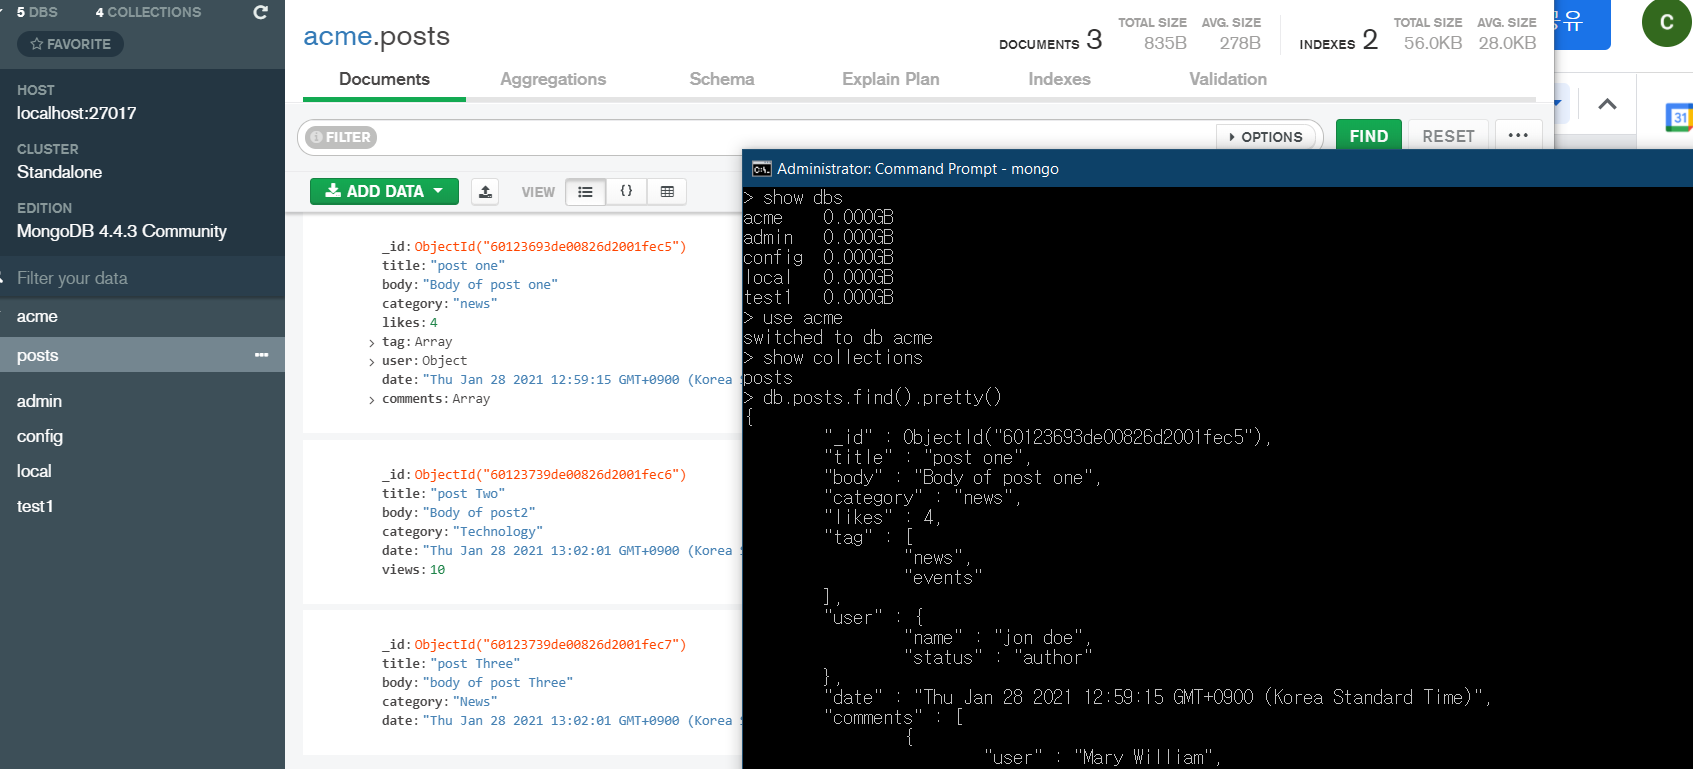 5 DBS 4 COLLECTIONS
FAVORITE
HOST
localhost:27017
CLUSTER
Standalone
EDITION
MongoDB 4.4.3 Community
Filter your data
acme
posts
admin
config
local
test1
acme.posts
DOCUMENTS 3
TOTAL SIZE AVG. SIZE
835B 278B
INDEXES 2
TOTAL SIZE AVG. SIZE
56.0KB 28.0KB
Documents Aggregations Schema Explain Plan Indexes Validation
FILTER
OPTIONS FIND RESET
ADD DATA VIEW {}
_id: ObjectId("60123693de00826d2001fec5")
title: "post one"
body: "Body of post one"
category: "news"
likes: 4
tag: Array
user: Object
date: "Thu Jan 28 2021 12:59:15 GMT+0900 (Korea
comments: Array
_id: ObjectId("60123739de00826d2001fec6")
title: "post Two"
body: "Body of post2"
category: "Technology"
date: "Thu Jan 28 2021 13:02:01 GMT+0900 (Korea
views: 10
_id: ObjectId("60123739de00826d2001fec7")
title: "post Three"
body: "body of post Three"
category: "News"
date: "Thu Jan 28 2021 13:02:01 GMT+0900 (Korea
Administrator: Command Prompt - mongo
> show dbs
acme 0.000GB
admin 0.000GB
config 0.000GB
local 0.000GB
test1 0.000GB
> use acme
switched to db acme
> show collections
posts
> db.posts.find().pretty()
{
"_id" : ObjectId("60123693de00826d2001fec5"),
"title" : "post one",
"body" : "Body of post one",
"category" : "news",
"likes" : 4,
"tag" : [
"news",
"events"
],
"user" : {
"name" : "jon doe",
"status" : "author"
},
"date" : "Thu Jan 28 2021 12:59:15 GMT+0900 (Korea Standard Time)",
"comments" : [
{
"user" : "Mary William",
유
C
31